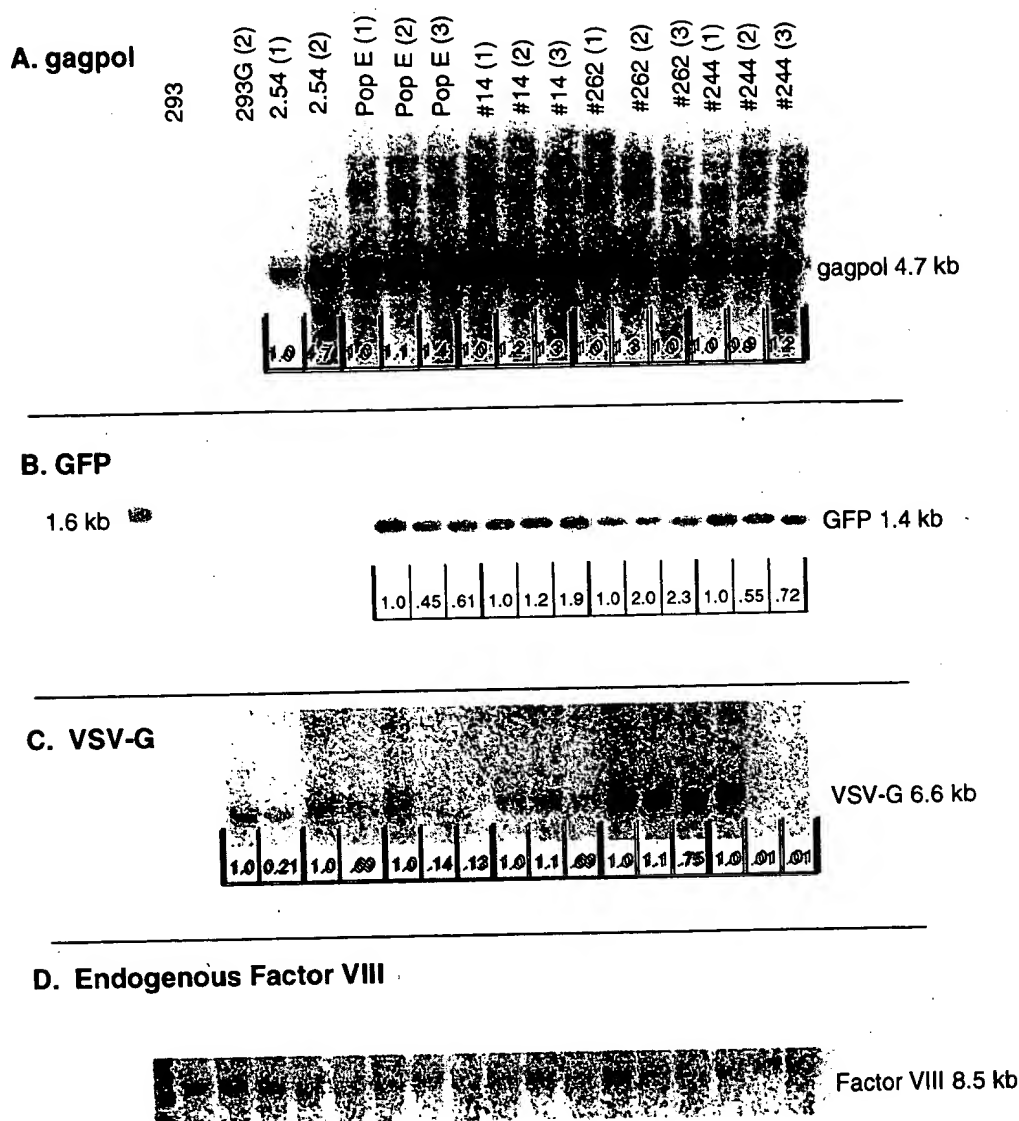 A. gagpol
293
293G (2)
2.54 (1)
2.54 (2)
Pop E (1)
Pop E (2)
Pop E (3)
#14 (1)
#14 (2)
#14 (3)
#262 (1)
#262 (2)
#262 (3)
#244 (1)
#244 (2)
#244 (3)
gagpol 4.7 kb
1.0 1.7 1.0 1.1 1.4 1.0 1.2 1.3 1.0 1.3 1.0 1.0 0.9 1.2
B. GFP
1.6 kb
GFP 1.4 kb
1.0 .45 .61 1.0 1.2 1.9 1.0 2.0 2.3 1.0 .55 .72
C. VSV-G
VSV-G 6.6 kb
1.0 0.21 1.0 .69 1.0 .14 .13 1.0 1.1 .69 1.0 1.1 .75 1.0 .01 .01
D. Endogenous Factor VIII
Factor VIII 8.5 kb